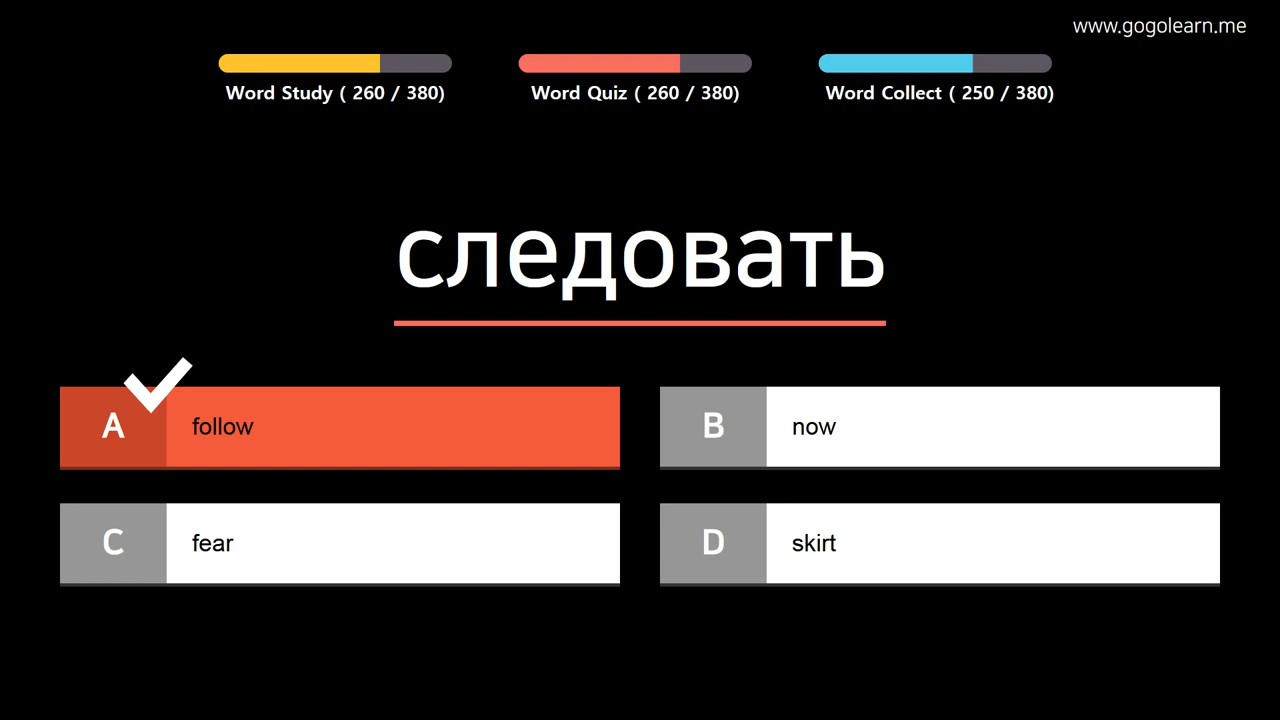 www.gogolearn.me
Word Study ( 260 / 380)
Word Quiz ( 260 / 380)
Word Collect ( 250 / 380)
следовать
A follow
B now
C fear
D skirt